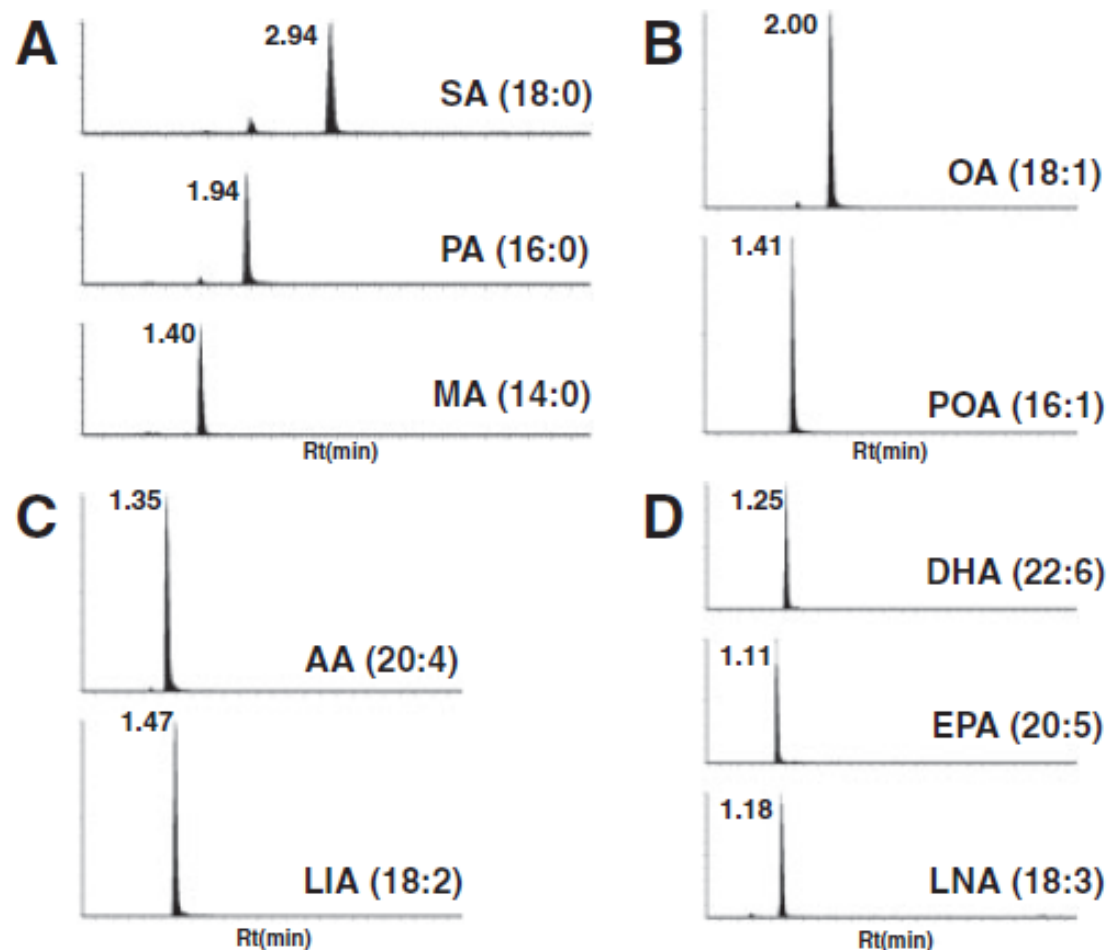 A
2.94
SA (18:0)
1.94
PA (16:0)
1.40
MA (14:0)
Rt(min)
B
2.00
OA (18:1)
1.41
POA (16:1)
Rt(min)
C
1.35
AA (20:4)
1.47
LIA (18:2)
Rt(min)
D
1.25
DHA (22:6)
1.11
EPA (20:5)
1.18
LNA (18:3)
Rt(min)